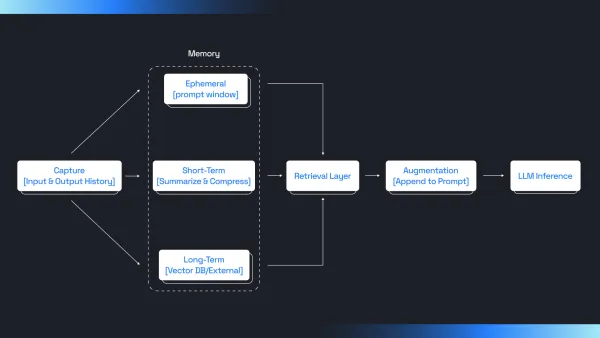 Memory
Ephemeral
[prompt window]
Capture
[Input & Output History]
Short-Term
[Summarize & Compress]
Retrieval Layer
Augmentation
[Append to Prompt]
LLM Inference
Long-Term
[Vector DB/External]